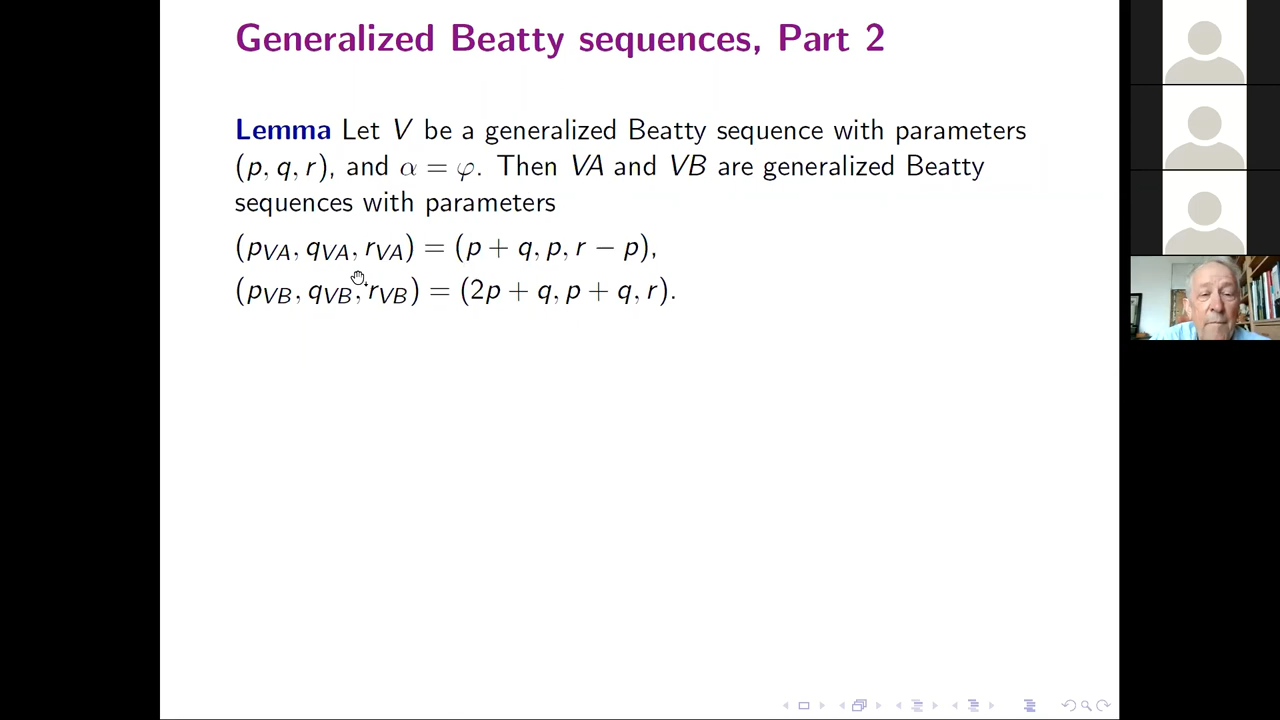 Generalized Beatty sequences, Part 2
Lemma Let V be a generalized Beatty sequence with parameters
(p, q, r), and α = φ. Then VA and VB are generalized Beatty
sequences with parameters
(p_VA, q_VA, r_VA) = (p + q, p, r − p),
(p_VB, q_VB, r_VB) = (2p + q, p + q, r).